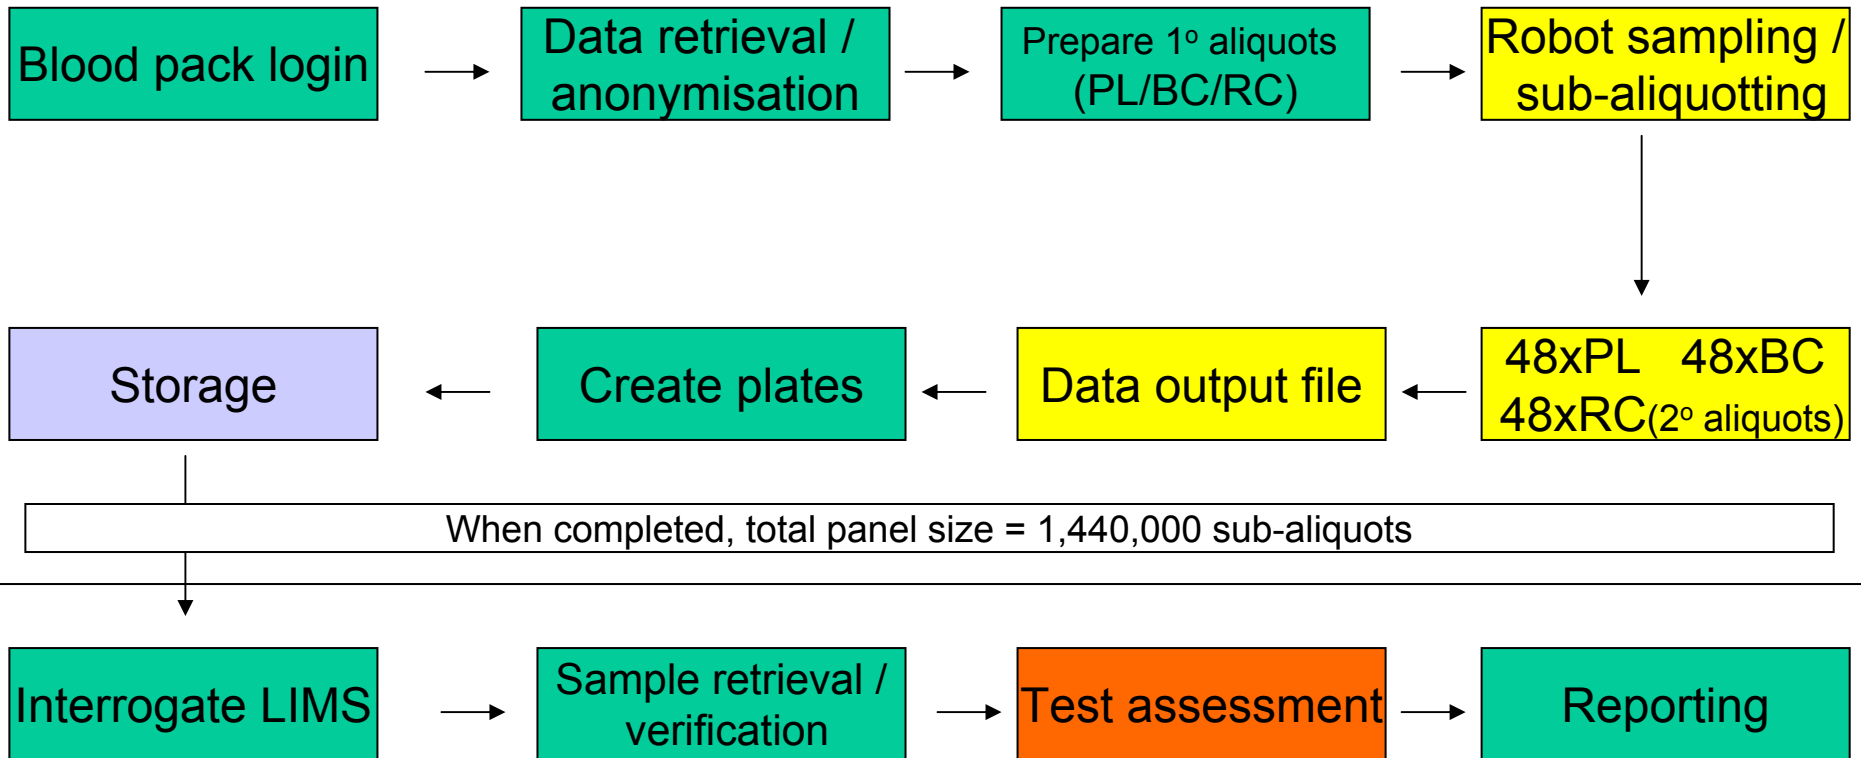 Blood pack login
Data retrieval /
anonymisation
Prepare 1º aliquots
(PL/BC/RC)
Robot sampling /
sub-aliquotting
48xPL 48xBC
48xRC(2º aliquots)
Data output file
Create plates
Storage
When completed, total panel size = 1,440,000 sub-aliquots
Interrogate LIMS
Sample retrieval /
verification
Test assessment
Reporting